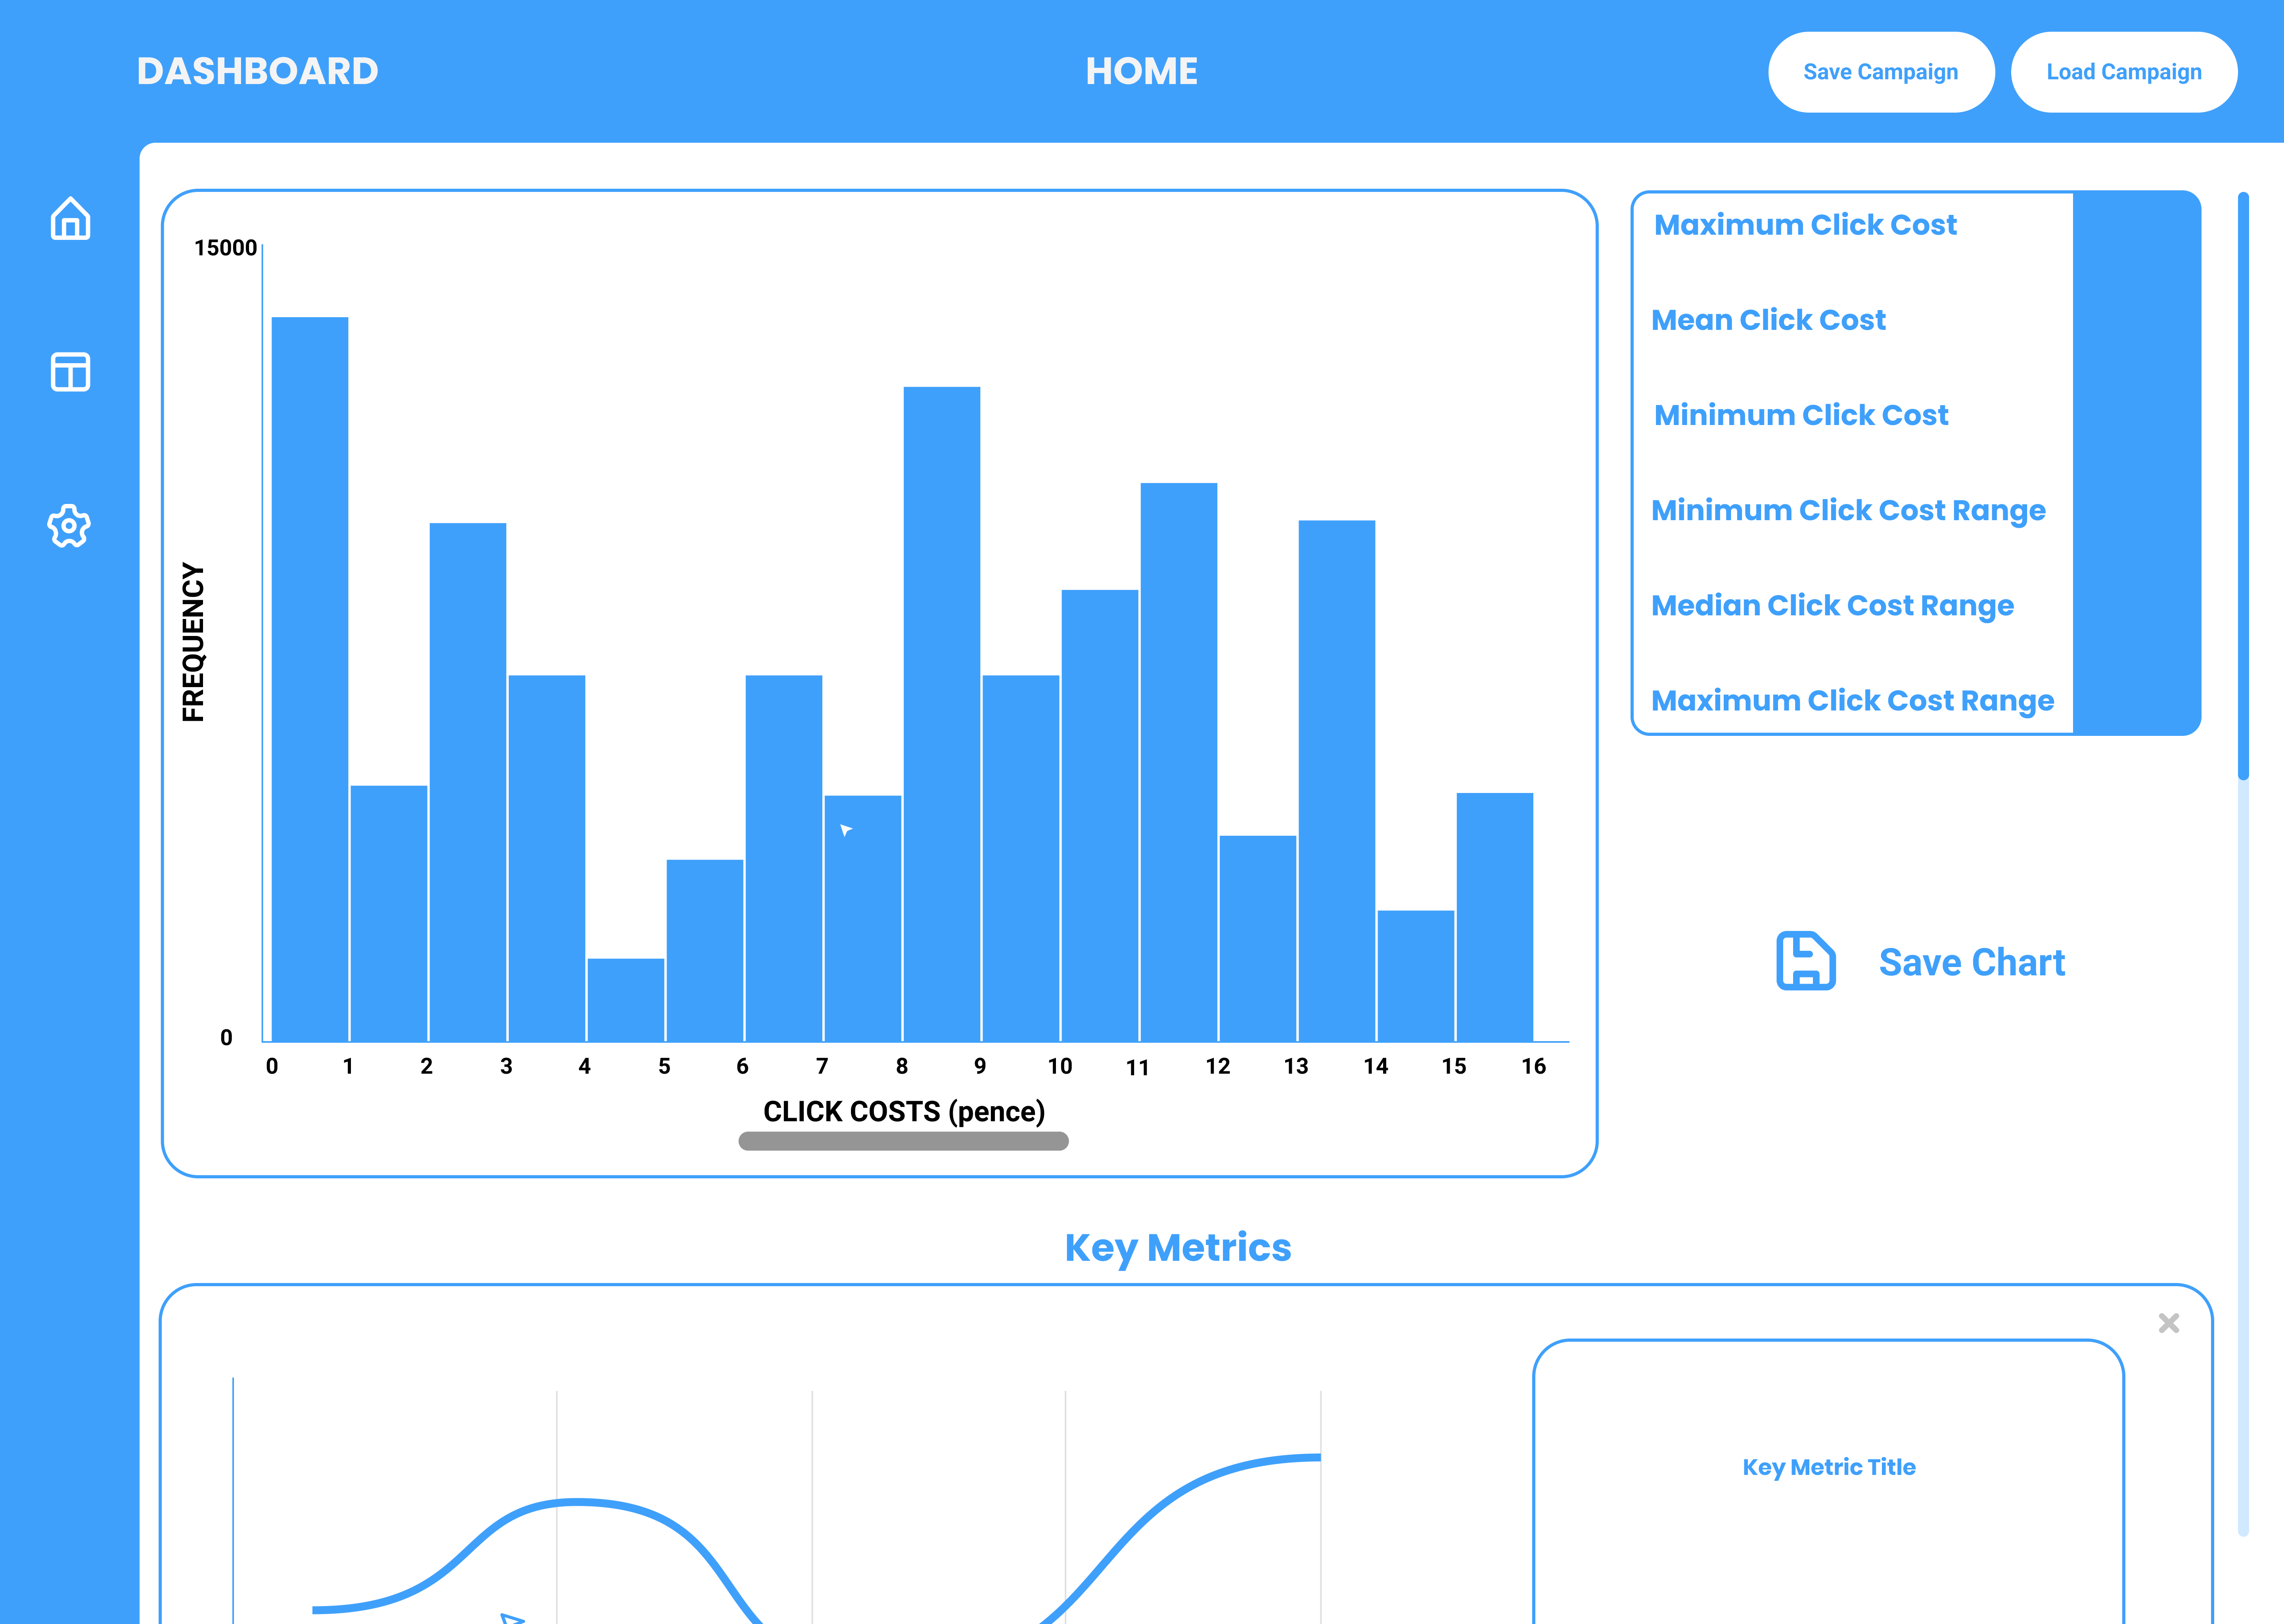 DASHBOARD
HOME
Save Campaign
Load Campaign
15000
FREQUENCY
0
0 1 2 3 4 5 6 7 8 9 10 11 12 13 14 15 16
CLICK COSTS (pence)
Maximum Click Cost
Mean Click Cost
Minimum Click Cost
Minimum Click Cost Range
Median Click Cost Range
Maximum Click Cost Range
Save Chart
Key Metrics
Key Metric Title